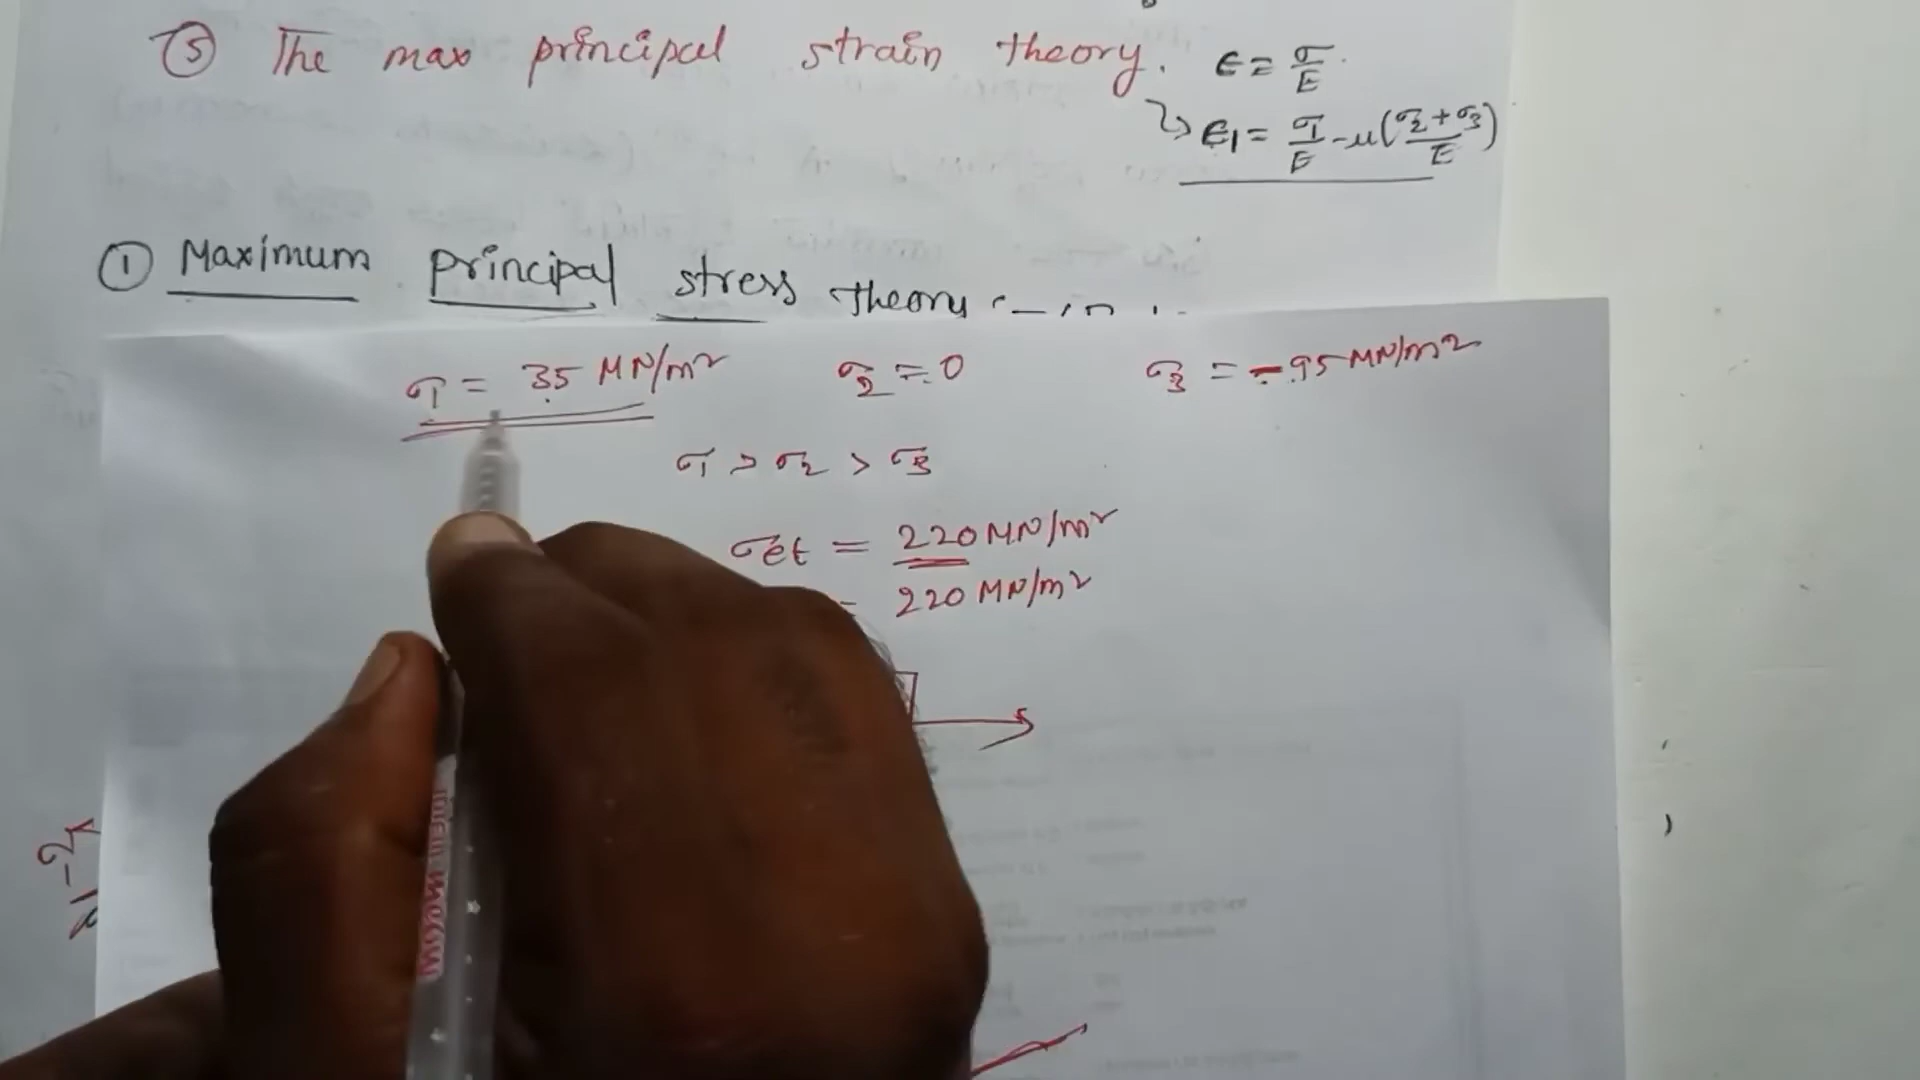 ⑤ The max principal strain theory. ϵ = σ/E
↳ ϵ1 = σ1/E - μ(σ2+σ3/E)
① Maximum principal stress theory :-
σ1 = 35 MN/m²   σ2 = 0   σ3 = -95 MN/m²
σ1 > σ2 > σ3
σet = 220 MN/m²
= 220 MN/m²